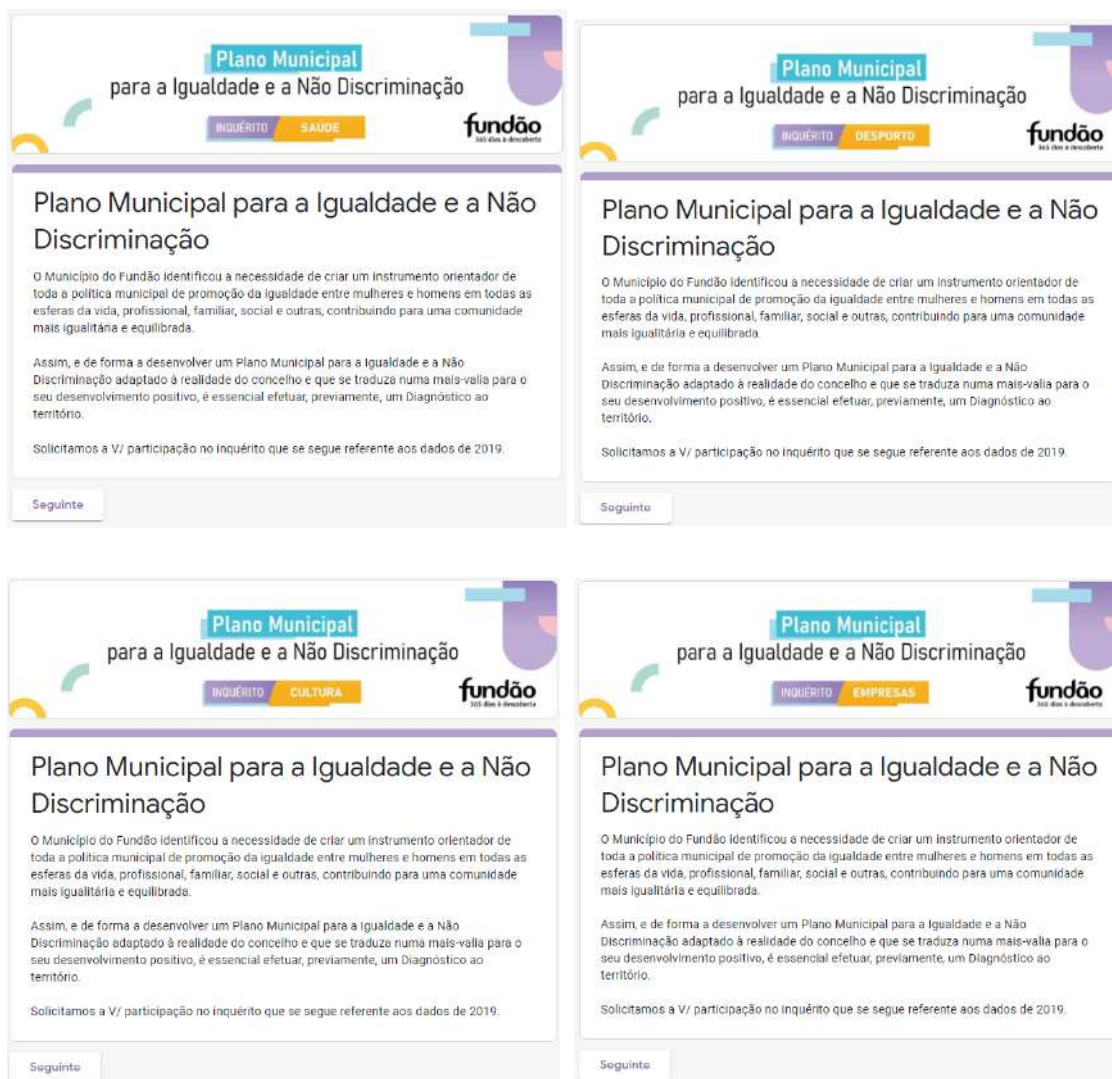 Plano Municipal
para a Igualdade e a Não Discriminação
INQUÉRITO SAÚDE
fundão
365 dias à descoberta
Plano Municipal para a Igualdade e a Não
Discriminação
O Município do Fundão identificou a necessidade de criar um instrumento orientador de
toda a política municipal de promoção da igualdade entre mulheres e homens em todas as
esferas da vida, profissional, familiar, social e outras, contribuindo para uma comunidade
mais igualitária e equilibrada.
Assim, e de forma a desenvolver um Plano Municipal para a Igualdade e a Não
Discriminação adaptado à realidade do concelho e que se traduza numa mais-valia para o
seu desenvolvimento positivo, é essencial efetuar, previamente, um Diagnóstico ao
território.
Solicitamos a V/ participação no inquérito que se segue referente aos dados de 2019.
Seguinte
Plano Municipal
para a Igualdade e a Não Discriminação
INQUÉRITO DESPORTO
fundão
365 dias à descoberta
Plano Municipal para a Igualdade e a Não
Discriminação
O Município do Fundão identificou a necessidade de criar um instrumento orientador de
toda a política municipal de promoção da igualdade entre mulheres e homens em todas as
esferas da vida, profissional, familiar, social e outras, contribuindo para uma comunidade
mais igualitária e equilibrada.
Assim, e de forma a desenvolver um Plano Municipal para a Igualdade e a Não
Discriminação adaptado à realidade do concelho e que se traduza numa mais-valia para o
seu desenvolvimento positivo, é essencial efetuar, previamente, um Diagnóstico ao
território.
Solicitamos a V/ participação no inquérito que se segue referente aos dados de 2019.
Seguinte
Plano Municipal
para a Igualdade e a Não Discriminação
INQUÉRITO CULTURA
fundão
365 dias à descoberta
Plano Municipal para a Igualdade e a Não
Discriminação
O Município do Fundão identificou a necessidade de criar um instrumento orientador de
toda a política municipal de promoção da igualdade entre mulheres e homens em todas as
esferas da vida, profissional, familiar, social e outras, contribuindo para uma comunidade
mais igualitária e equilibrada.
Assim, e de forma a desenvolver um Plano Municipal para a Igualdade e a Não
Discriminação adaptado à realidade do concelho e que se traduza numa mais-valia para o
seu desenvolvimento positivo, é essencial efetuar, previamente, um Diagnóstico ao
território.
Solicitamos a V/ participação no inquérito que se segue referente aos dados de 2019.
Seguinte
Plano Municipal
para a Igualdade e a Não Discriminação
INQUÉRITO EMPRESAS
fundão
365 dias à descoberta
Plano Municipal para a Igualdade e a Não
Discriminação
O Município do Fundão identificou a necessidade de criar um instrumento orientador de
toda a política municipal de promoção da igualdade entre mulheres e homens em todas as
esferas da vida, profissional, familiar, social e outras, contribuindo para uma comunidade
mais igualitária e equilibrada.
Assim, e de forma a desenvolver um Plano Municipal para a Igualdade e a Não
Discriminação adaptado à realidade do concelho e que se traduza numa mais-valia para o
seu desenvolvimento positivo, é essencial efetuar, previamente, um Diagnóstico ao
território.
Solicitamos a V/ participação no inquérito que se segue referente aos dados de 2019.
Seguinte